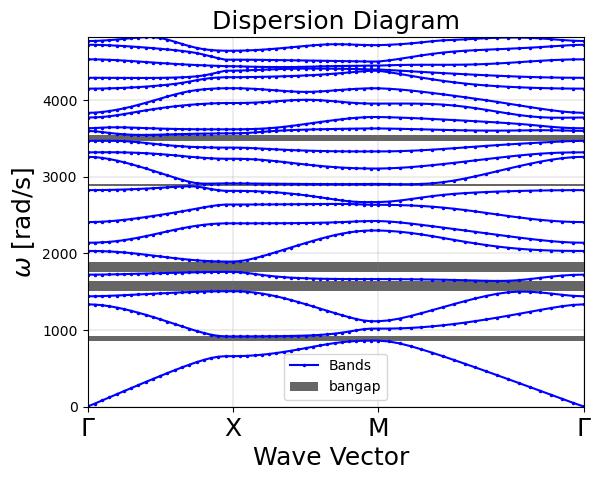 Dispersion Diagram
4000
3000
2000
1000
0
ω [rad/s]
Bands
bangap
Γ X M Γ
Wave Vector